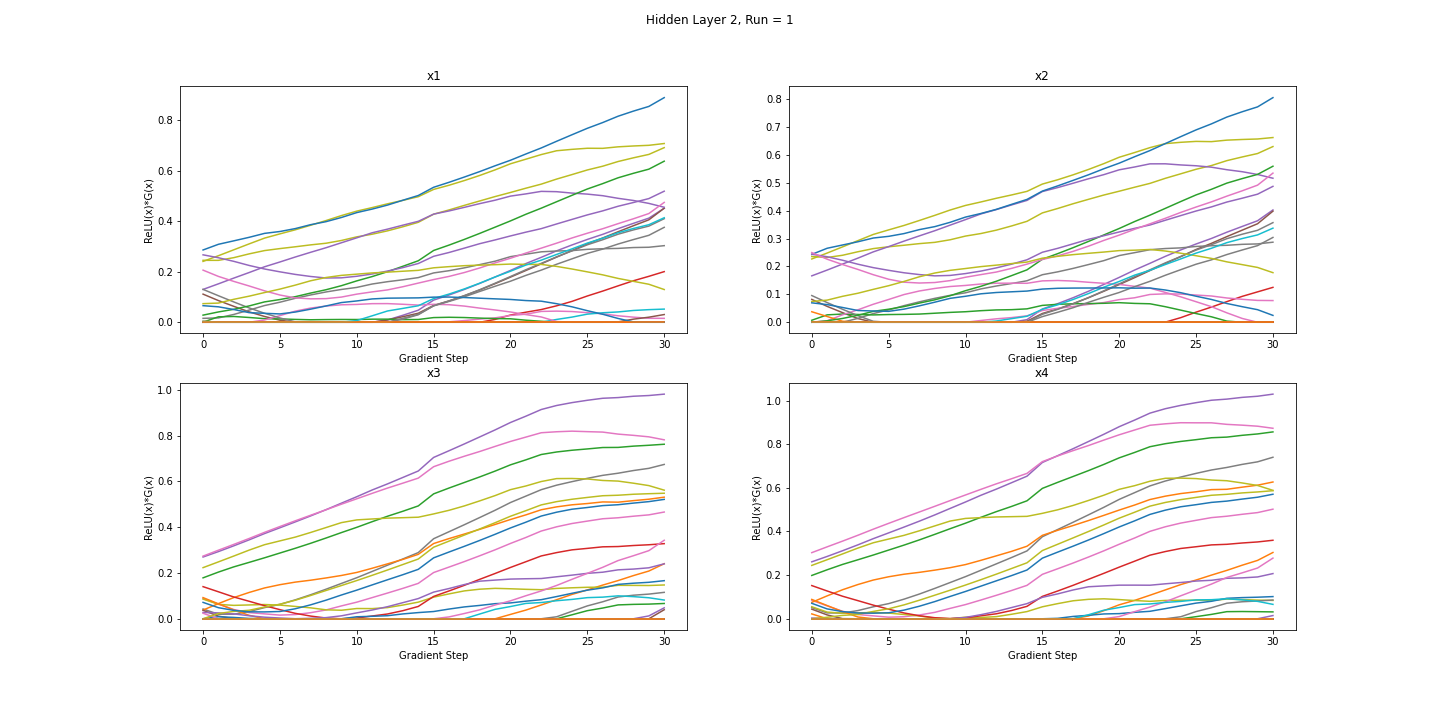 Hidden Layer 2, Run = 1
x1
ReLU(x)*G(x)
0.8
0.6
0.4
0.2
0.0
0 5 10 15 20 25 30
Gradient Step
x2
ReLU(x)*G(x)
0.8
0.7
0.6
0.5
0.4
0.3
0.2
0.1
0.0
0 5 10 15 20 25 30
Gradient Step
x3
ReLU(x)*G(x)
1.0
0.8
0.6
0.4
0.2
0.0
0 5 10 15 20 25 30
Gradient Step
x4
ReLU(x)*G(x)
1.0
0.8
0.6
0.4
0.2
0.0
0 5 10 15 20 25 30
Gradient Step